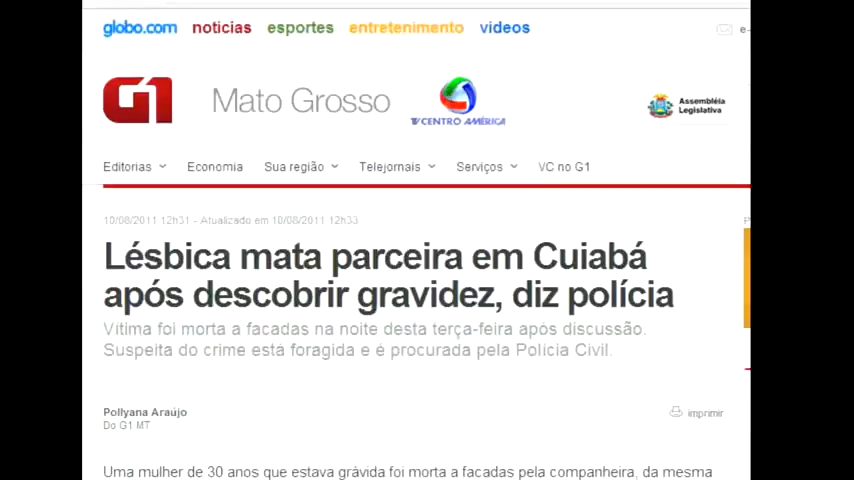 globo.com notícias esportes entretenimento vídeos
G1 Mato Grosso TV CENTRO AMÉRICA Assembléia
Legislativa
Editorias Economia Sua região Telejornais Serviços VC no G1
10/08/2011 12h31 - Atualizado em 10/08/2011 12h33
Lésbica mata parceira em Cuiabá
após descobrir gravidez, diz polícia
Vítima foi morta a facadas na noite desta terça-feira após discussão.
Suspeita do crime está foragida e é procurada pela Polícia Civil.
Pollyana Araújo
Do G1 MT
imprimir
Uma mulher de 30 anos que estava grávida foi morta a facadas pela companheira, da mesma